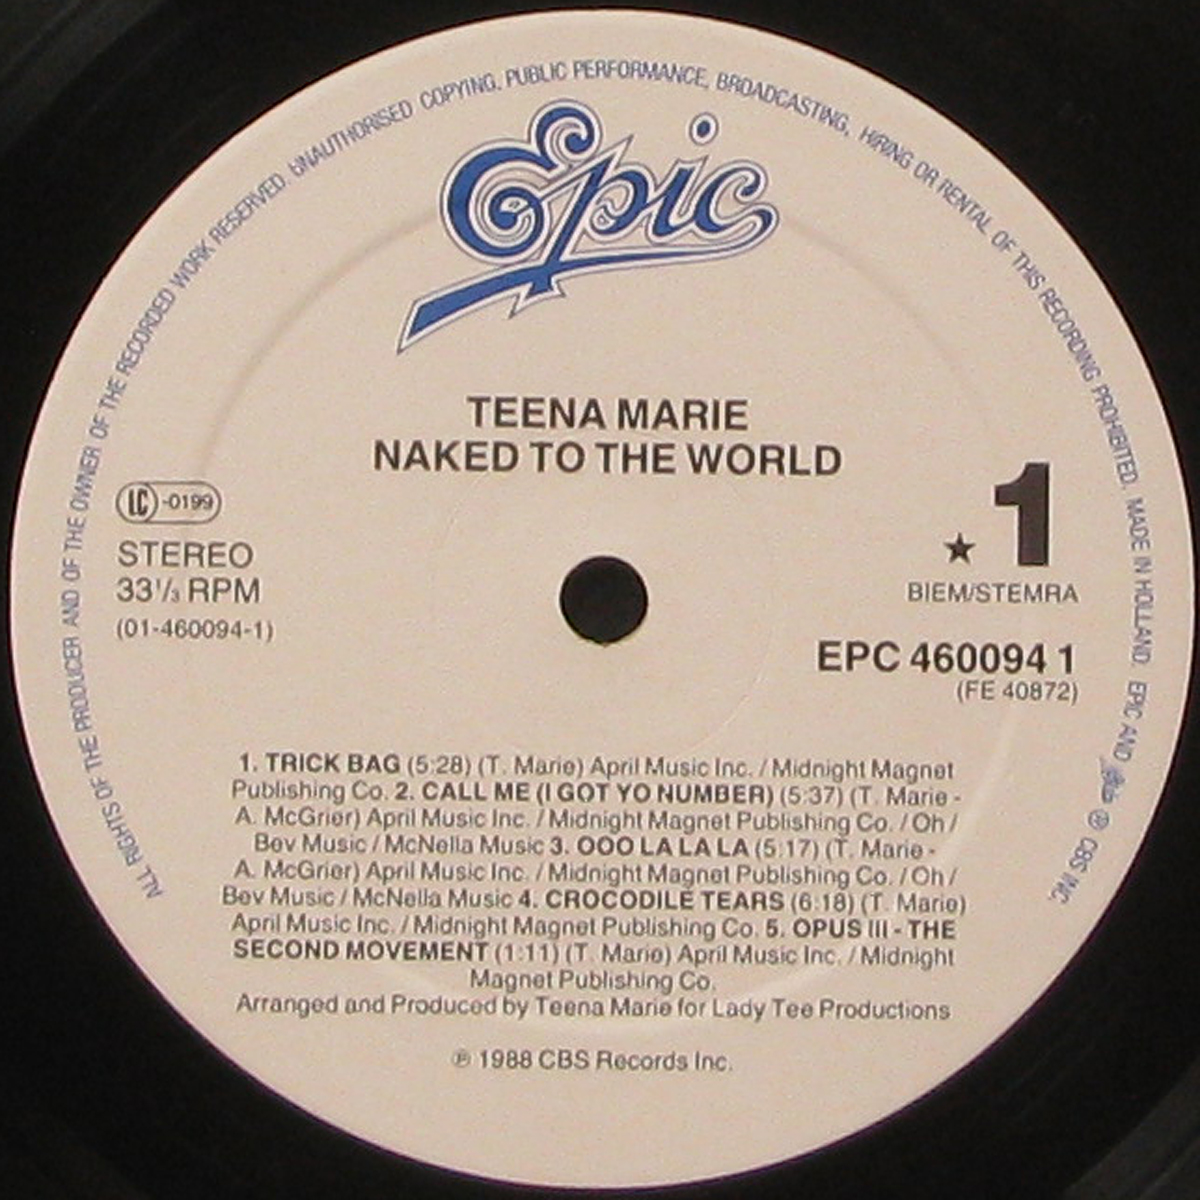 ALL RIGHTS OF THE PRODUCER AND OF THE OWNER OF THE RECORDED WORK RESERVED. UNAUTHORISED COPYING, PUBLIC PERFORMANCE, BROADCASTING, HIRING OR RENTAL OF THIS RECORDING PROHIBITED. MADE IN HOLLAND. EPIC AND ℗ CBS INC.
Epic
TEENA MARIE
NAKED TO THE WORLD
LC -0199
1
STEREO
★
33 1/3 RPM
BIEM/STEMRA
(01-460094-1)
EPC 460094 1
(FE 40872)
1. TRICK BAG (5:28) (T. Marie) April Music Inc. / Midnight Magnet
Publishing Co. 2. CALL ME (I GOT YO NUMBER) (5:37) (T. Marie -
A. McGrier) April Music Inc. / Midnight Magnet Publishing Co. / Oh /
Bev Music / McNella Music 3. OOO LA LA LA (5:17) (T. Marie -
A. McGrier) April Music Inc. / Midnight Magnet Publishing Co. / Oh /
Bev Music / McNella Music 4. CROCODILE TEARS (6:18) (T. Marie)
April Music Inc. / Midnight Magnet Publishing Co. 5. OPUS III - THE
SECOND MOVEMENT (1:11) (T. Marie) April Music Inc. / Midnight
Magnet Publishing Co.
Arranged and Produced by Teena Marie for Lady Tee Productions
℗ 1988 CBS Records Inc.